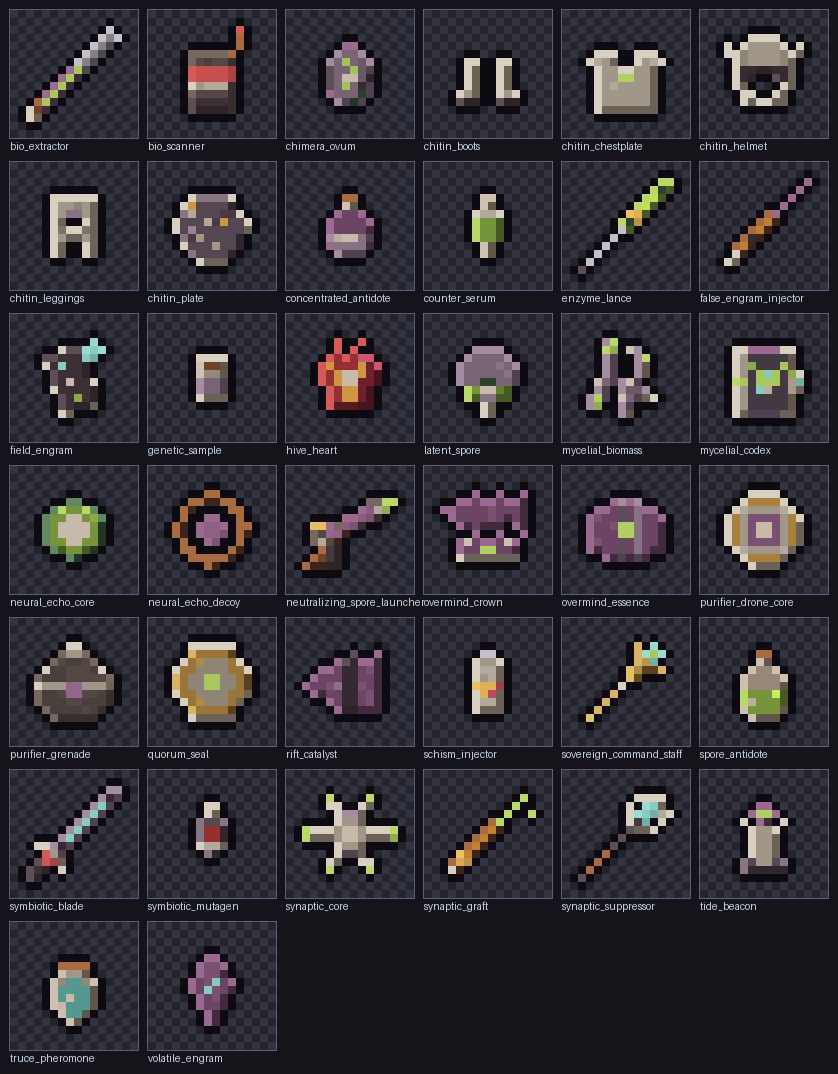 bio_extractor
bio_scanner
chimera_ovum
chitin_boots
chitin_chestplate
chitin_helmet
chitin_leggings
chitin_plate
concentrated_antidote
counter_serum
enzyme_lance
false_engram_injector
field_engram
genetic_sample
hive_heart
latent_spore
mycelial_biomass
mycelial_codex
neural_echo_core
neural_echo_decoy
neutralizing_spore_launcher
overmind_crown
overmind_essence
purifier_drone_core
purifier_grenade
quorum_seal
rift_catalyst
schism_injector
sovereign_command_staff
spore_antidote
symbiotic_blade
symbiotic_mutagen
synaptic_core
synaptic_graft
synaptic_suppressor
tide_beacon
truce_pheromone
volatile_engram